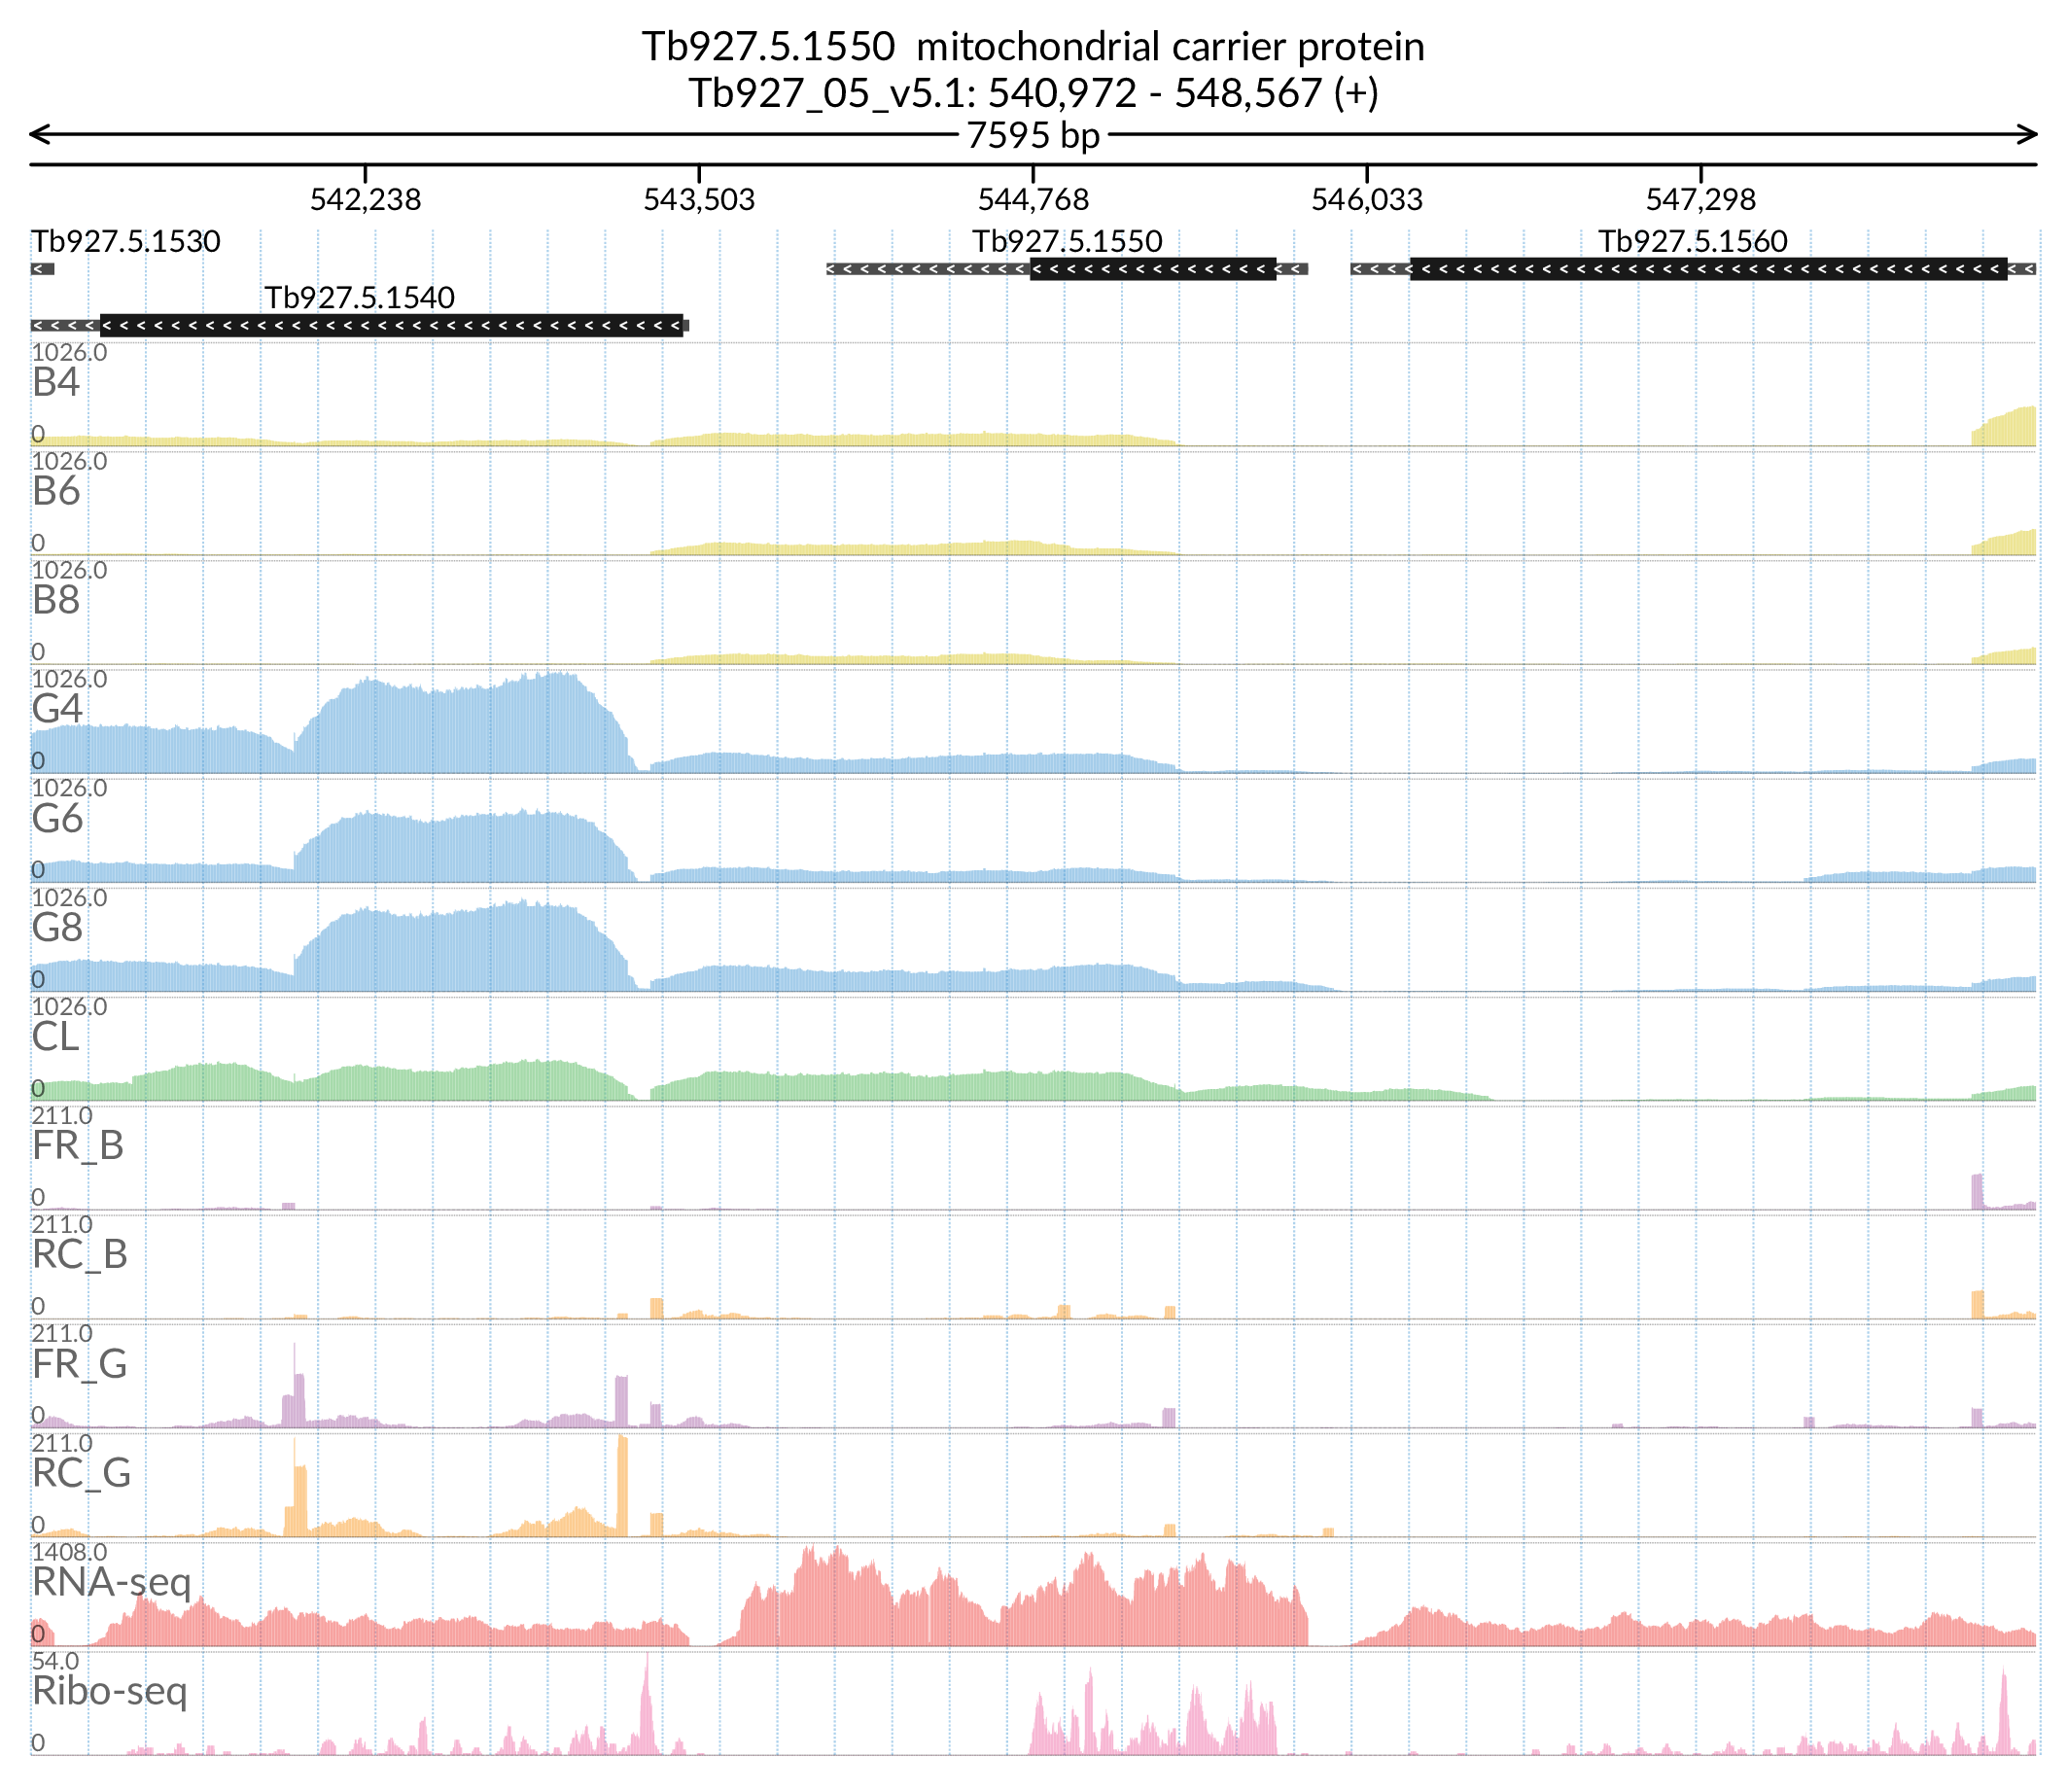 Tb927.5.1550 mitochondrial carrier protein
Tb927_05_v5.1: 540,972 - 548,567 (+)
7595 bp
542,238 543,503 544,768 546,033 547,298
Tb927.5.1530 Tb927.5.1550 Tb927.5.1560
Tb927.5.1540
1026.0
B4
0
1026.0
B6
0
1026.0
B8
0
1026.0
G4
0
1026.0
G6
0
1026.0
G8
0
1026.0
CL
0
211.0
FR_B
0
211.0
RC_B
0
211.0
FR_G
0
211.0
RC_G
0
1408.0
RNA-seq
0
54.0
Ribo-seq
0